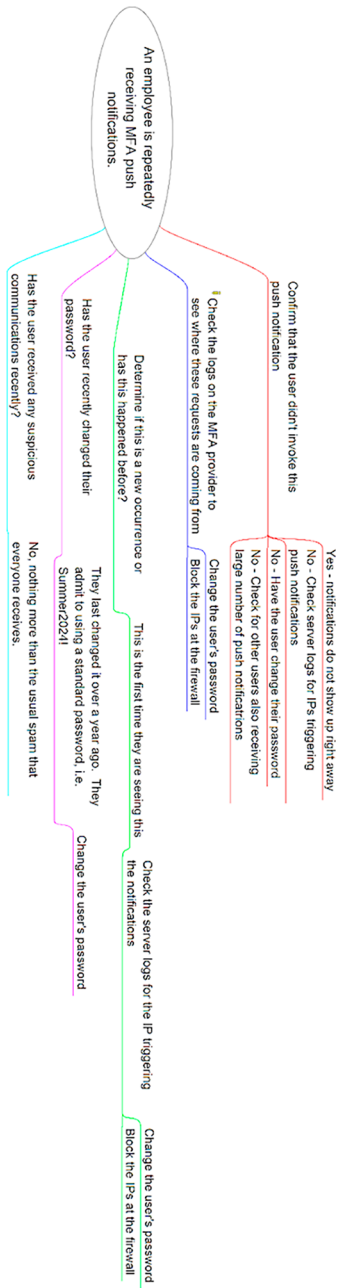 An employee is repeatedly
receiving MFA push
notifications.
Confirm that the user didn't invoke this
push notification
Yes - notifications do not show up right away
No - Check server logs for IPs triggering
push notifications
No - Have the user change their password
No - Check for other users also receiving
large number of push notificatrions
Check the logs on the MFA provider to
see where these requests are coming from
Change the user's password
Block the IPs at the firewall
Determine if this is a new occurrence or
has this happened before?
This is the first time they are seeing this
Check the server logs for the IP triggering
the notifications
Change the user's password
Block the IPs at the firewall
Has the user recently changed their
password?
They last changed it over a year ago. They
admit to using a standard password, i.e.
Summer2024!
Change the user's password
Has the user received any suspicious
communications recently?
No, nothing more than the usual spam that
everyone receives.